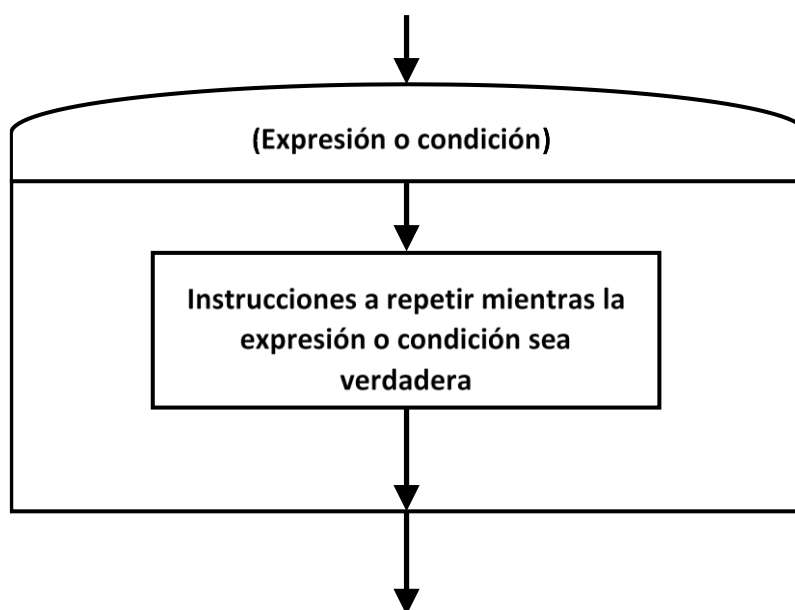 (Expresión o condición)
Instrucciones a repetir mientras la
expresión o condición sea
verdadera